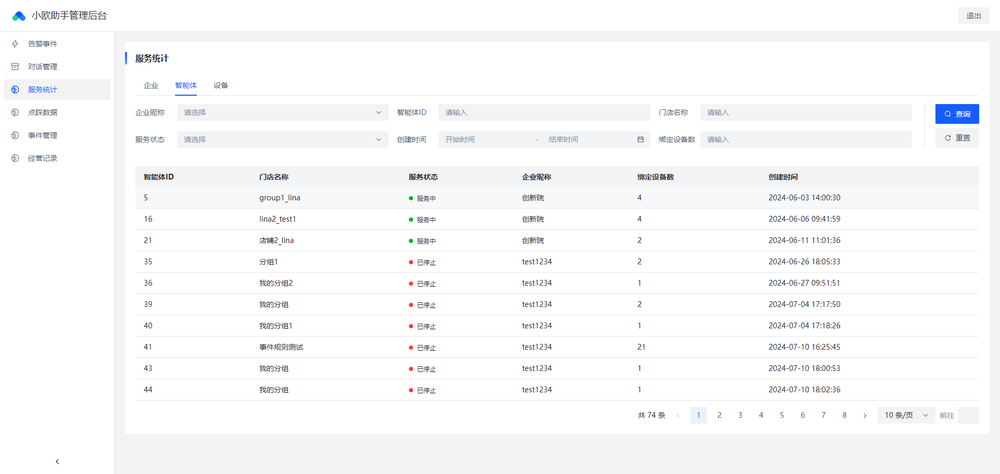 小欧助手管理后台
退出
告警事件
对话管理
服务统计
点踩数据
事件管理
经营记录
服务统计
企业 智能体 设备
企业昵称 请选择 智能体ID 请输入 门店名称 请输入 查询
服务状态 请选择 创建时间 开始时间 - 结束时间 绑定设备数 请输入 重置
智能体ID 门店名称 服务状态 企业昵称 绑定设备数 创建时间
5 group1_lina 服务中 创新院 4 2024-06-03 14:00:30
16 lina2_test1 服务中 创新院 4 2024-06-06 09:41:59
21 店铺2_lina 服务中 创新院 2 2024-06-11 11:01:36
35 分组1 已停止 test1234 2 2024-06-26 18:05:33
36 我的分组2 已停止 test1234 1 2024-06-27 09:51:51
39 我的分组 已停止 test1234 2 2024-07-04 17:17:50
40 我的分组1 已停止 test1234 1 2024-07-04 17:18:26
41 事件规则测试 已停止 test1234 21 2024-07-10 16:25:45
43 我的分组 已停止 test1234 1 2024-07-10 18:00:53
44 我的分组 已停止 test1234 1 2024-07-10 18:02:36
共 74 条 1 2 3 4 5 6 7 8 10 条/页 前往